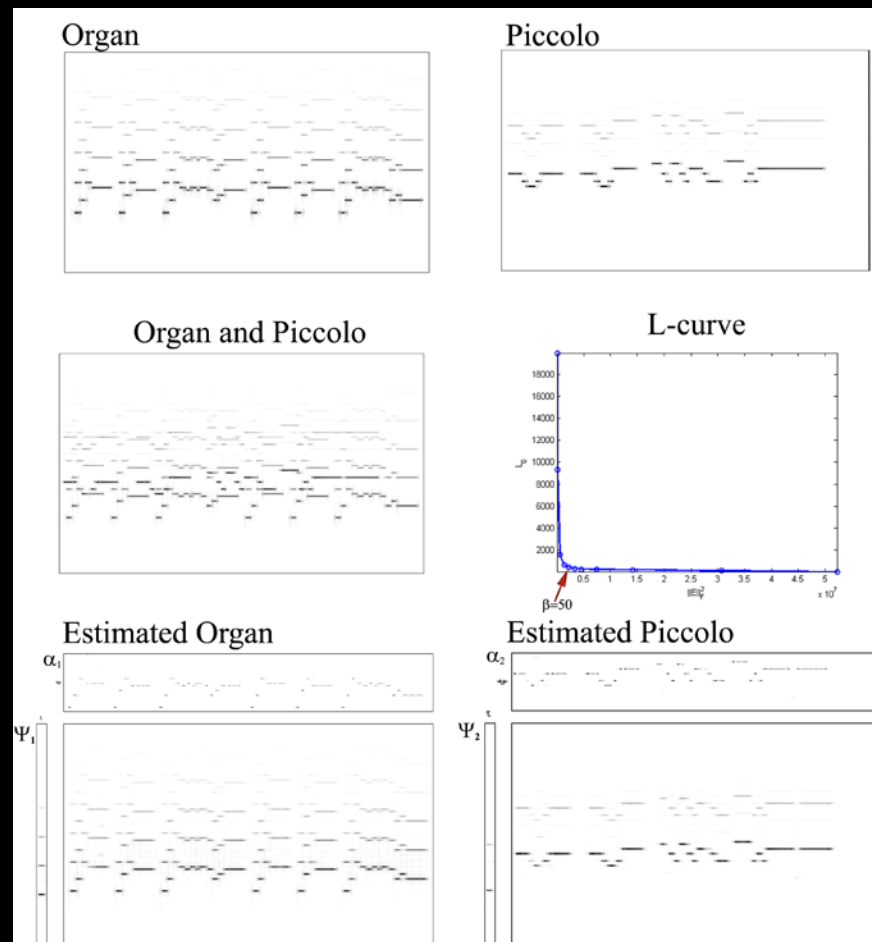 Organ
Piccolo
Organ and Piccolo
L-curve
18000
16000
14000
12000
10000
8000
6000
4000
2000
L₀
0.5 1 1.5 2 2.5 3 3.5 4 4.5 5
x 10⁷
||E||²_F
β=50
Estimated Organ
Estimated Piccolo
α₁
φ
τ
Ψ₁
α₂
φ
τ
Ψ₂